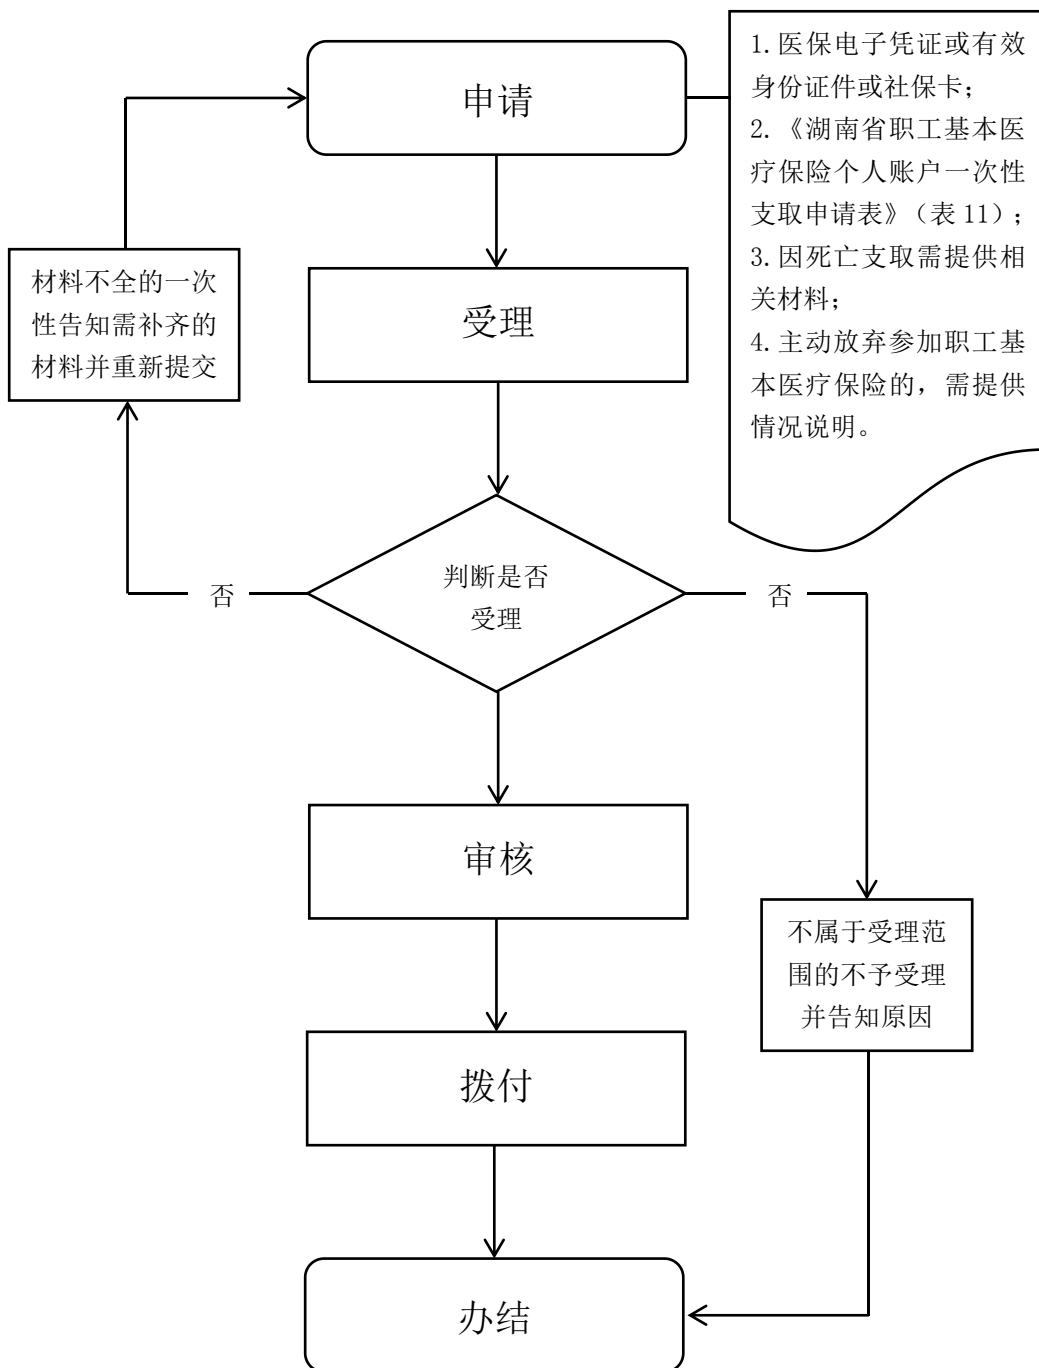 申请
1.医保电子凭证或有效
身份证件或社保卡；
2.《湖南省职工基本医
疗保险个人账户一次性
支取申请表》（表 11）；
3.因死亡支取需提供相
关材料；
4.主动放弃参加职工基
本医疗保险的，需提供
情况说明。
材料不全的一次
性告知需补齐的
材料并重新提交
受理
判断是否
受理
否
否
审核
不属于受理范
围的不予受理
并告知原因
拨付
办结